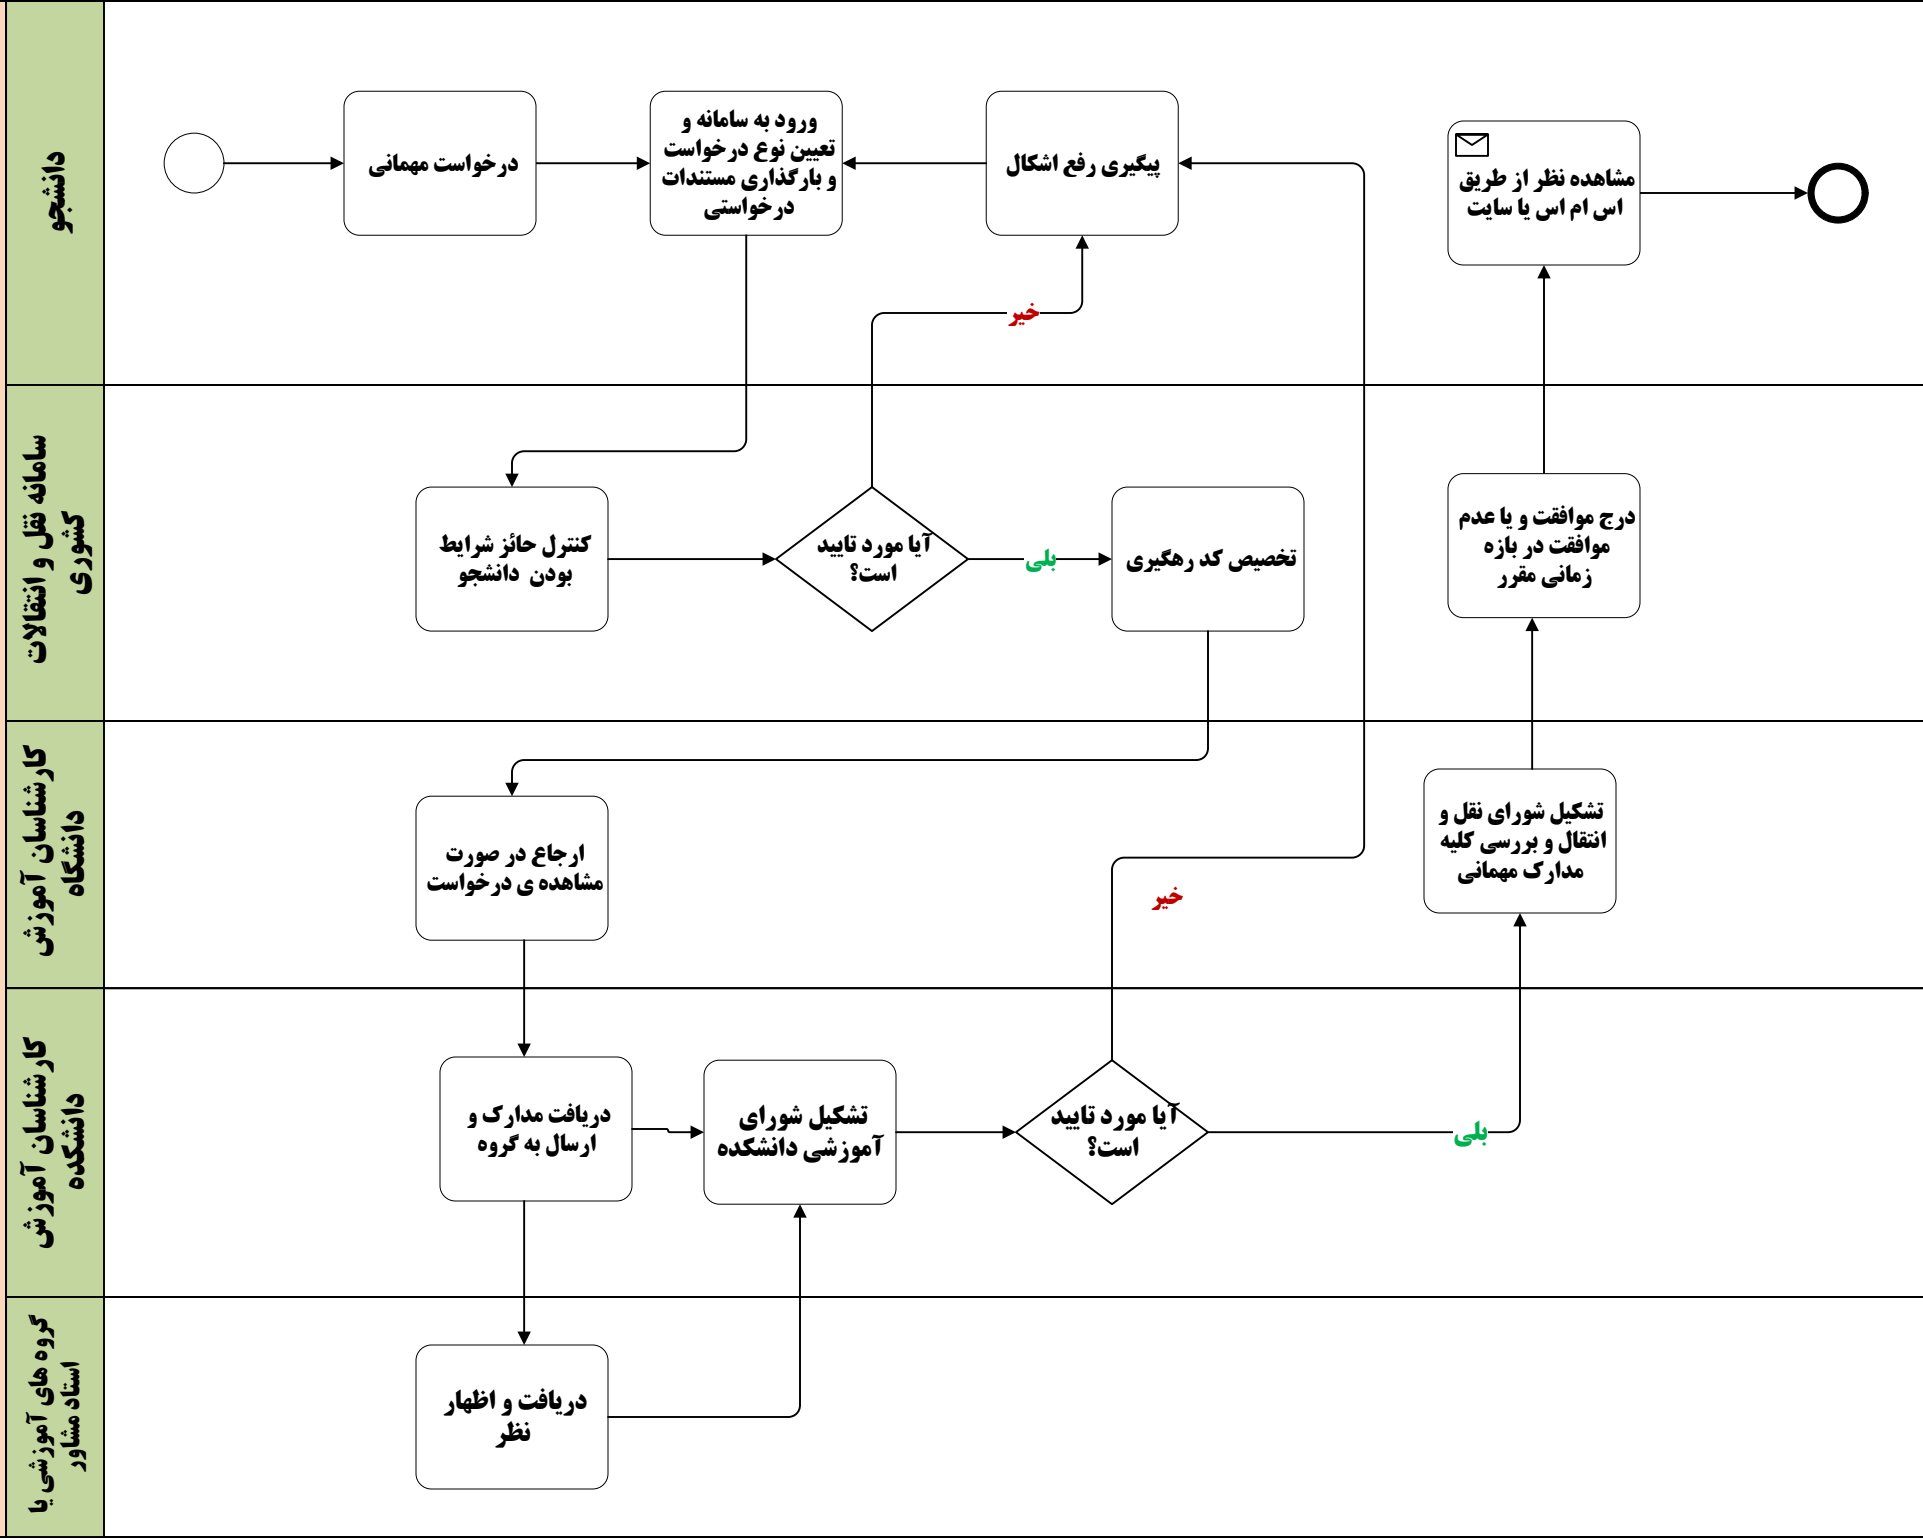 دانشجو
درخواست مهمانی
ورود به سامانه و
تعیین نوع درخواست
و بارگذاری مستندات
درخواستی
پیگیری رفع اشکال
مشاهده نظر از طریق
اس ام اس یا سایت
خیر
سامانه نقل و انتقالات
کشوری
کنترل حائز شرایط
بودن دانشجو
آیا مورد تایید
است؟
بلی
تخصیص کد رهگیری
درج موافقت و یا عدم
موافقت در بازه
زمانی مقرر
کارشناسان آموزش
دانشگاه
ارجاع در صورت
مشاهده ی درخواست
خیر
تشکیل شورای نقل و
انتقال و بررسی کلیه
مدارک مهمانی
کارشناسان آموزش
دانشکده
دریافت مدارک و
ارسال به گروه
تشکیل شورای
آموزشی دانشکده
آیا مورد تایید
است؟
بلی
گروه های آموزشی یا
استاد مشاور
دریافت و اظهار
نظر